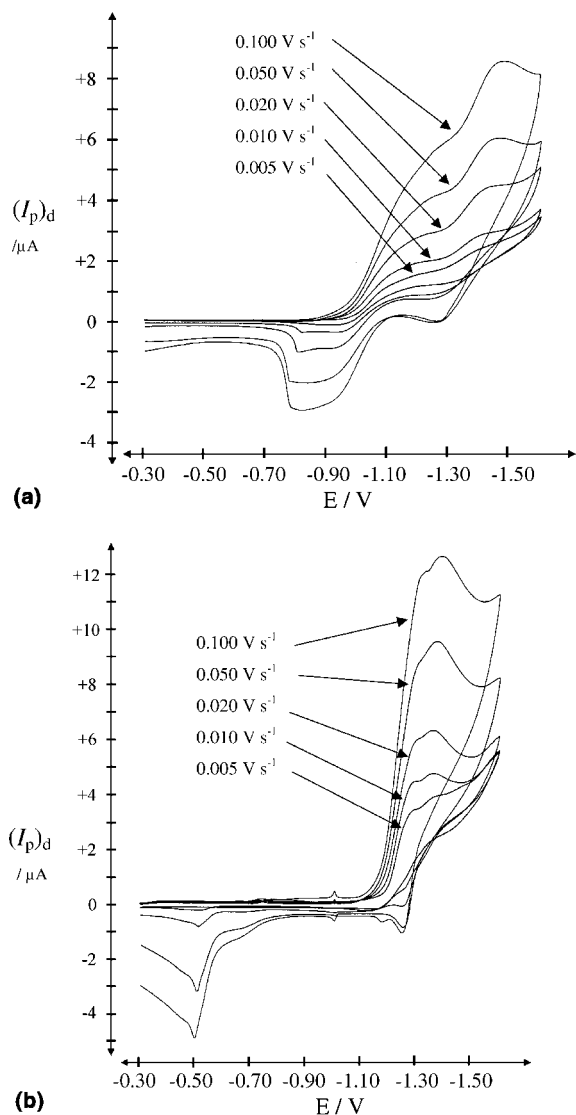 +8
+6
+4
+2
0
-2
-4
(Ip)d
/μA
0.100 V s⁻¹
0.050 V s⁻¹
0.020 V s⁻¹
0.010 V s⁻¹
0.005 V s⁻¹
-0.30 -0.50 -0.70 -0.90 -1.10 -1.30 -1.50
E / V
(a)
+12
+10
+8
+6
+4
+2
0
-2
-4
(Ip)d
/ μA
0.100 V s⁻¹
0.050 V s⁻¹
0.020 V s⁻¹
0.010 V s⁻¹
0.005 V s⁻¹
-0.30 -0.50 -0.70 -0.90 -1.10 -1.30 -1.50
E / V
(b)